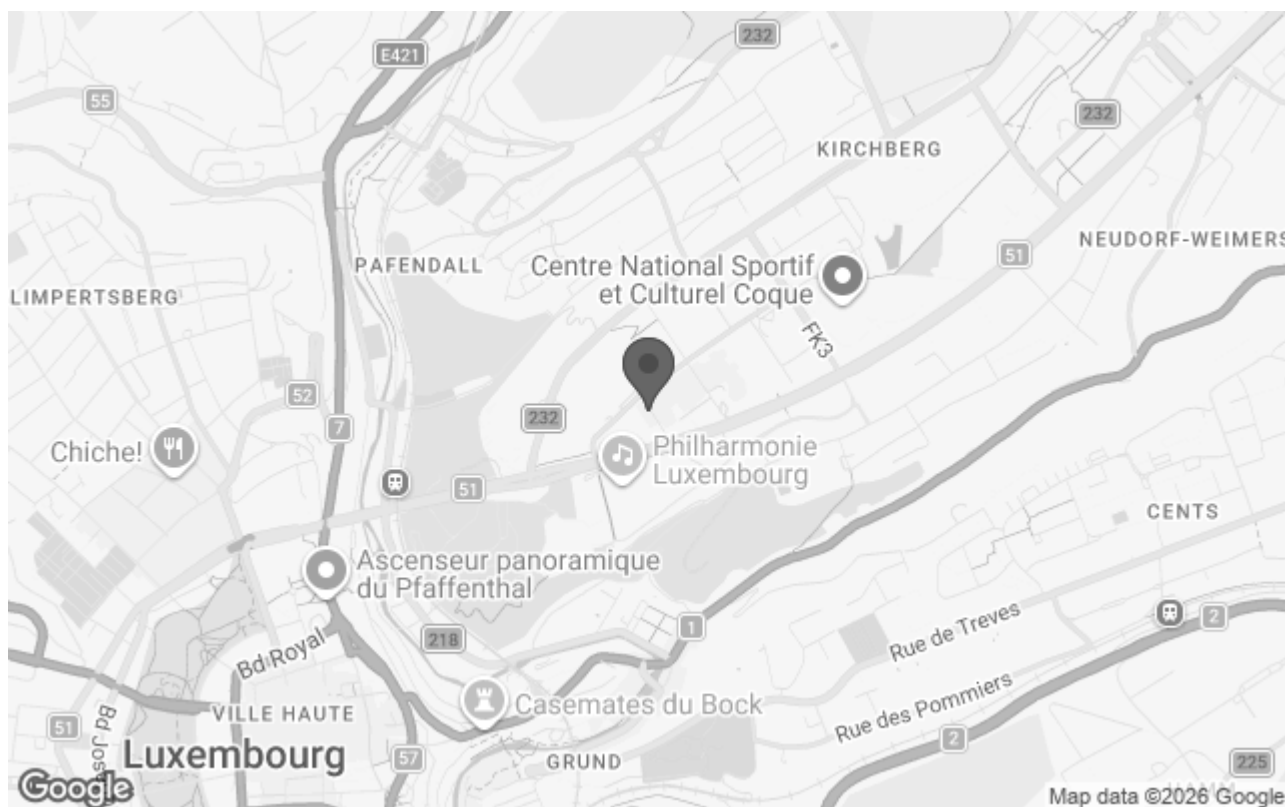 232
E421
55
232
KIRCHBERG
NEUDORF-WEIMERS
51
PAFENDALL
Centre National Sportif
et Culturel Coque
LIMPERTSBERG
FK3
52
232
7
Chiche!
Philharmonie
Luxembourg
51
CENTS
Ascenseur panoramique
du Pfaffenthal
Rue de Treves
2
1
218
Bd Royal
Rue des Pommiers
Casemates du Bock
VILLE HAUTE
51
2
57
Luxembourg
GRUND
225
Google
Map data ©2026 Google